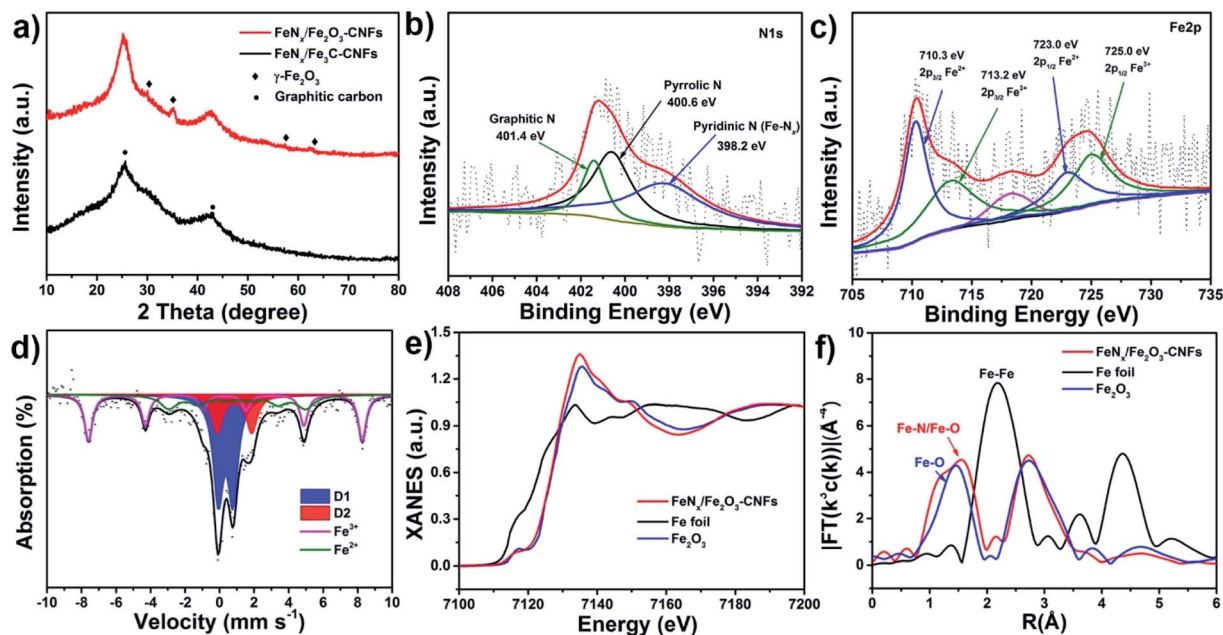 a)
Intensity (a.u.)
FeNₓ/Fe₂O₃-CNFs
FeNₓ/Fe₃C-CNFs
γ-Fe₂O₃
Graphitic carbon
10 20 30 40 50 60 70 80
2 Theta (degree)
b)
Intensity (a.u.)
N1s
Pyrrolic N
400.6 eV
Graphitic N
401.4 eV
Pyridinic N (Fe-Nₓ)
398.2 eV
408 406 404 402 400 398 396 394 392
Binding Energy (eV)
c)
Intensity (a.u.)
Fe2p
710.3 eV
2p₃/₂ Fe²⁺
713.2 eV
2p₃/₂ Fe³⁺
723.0 eV
2p₁/₂ Fe²⁺
725.0 eV
2p₁/₂ Fe³⁺
705 710 715 720 725 730 735
Binding Energy (eV)
d)
Absorption (%)
D1
D2
Fe³⁺
Fe²⁺
-10 -8 -6 -4 -2 0 2 4 6 8 10
Velocity (mm s⁻¹)
e)
XANES (a.u.)
1.5
1.2
0.9
0.6
0.3
0.0
FeNₓ/Fe₂O₃-CNFs
Fe foil
Fe₂O₃
7100 7120 7140 7160 7180 7200
Energy (eV)
f)
|FT(k³c(k))|(Å⁻⁴)
10
8
6
4
2
0
FeNₓ/Fe₂O₃-CNFs
Fe foil
Fe₂O₃
Fe-Fe
Fe-N/Fe-O
Fe-O
0 1 2 3 4 5 6
R(Å)